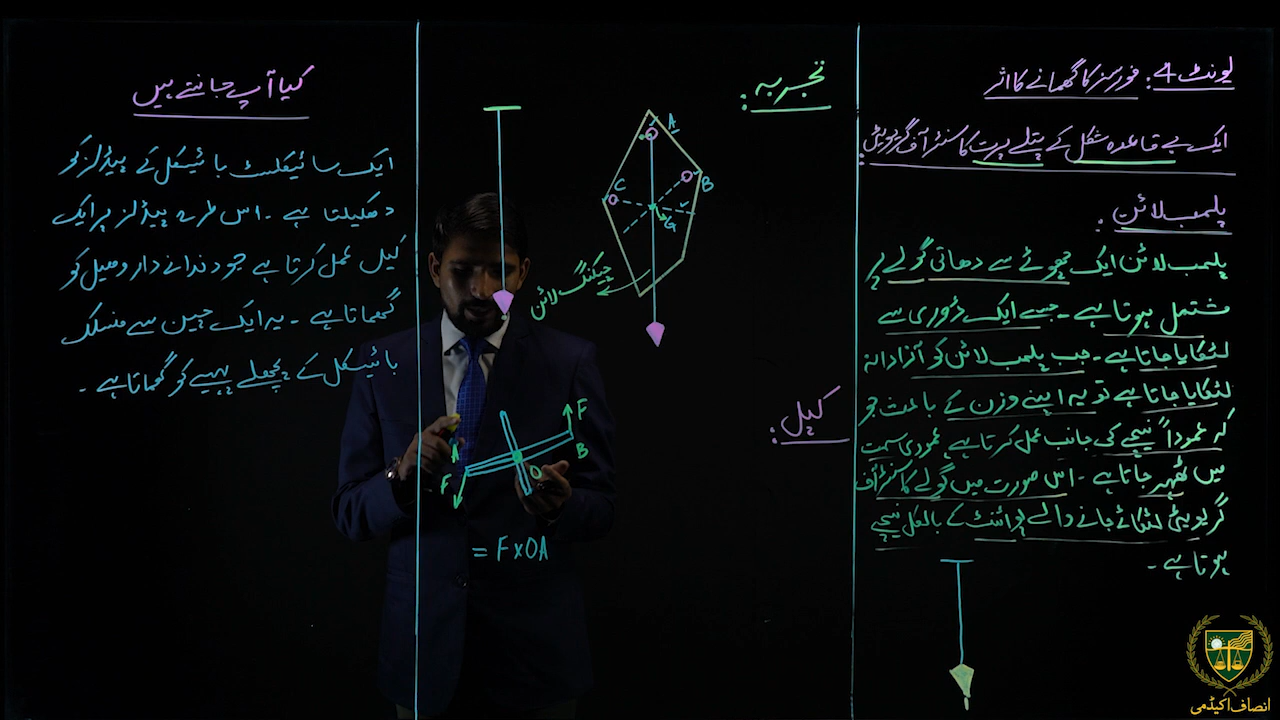 یونٹ 4: فورسز کا گھمانے کا اثر
ایک بے قاعدہ شکل کے پتلے پرت کا سنٹر آف گریویٹی:
پلمب لائن:
پلمب لائن ایک چھوٹے سے دھاتی گولے پر
مشتمل ہوتا ہے۔ جسے ایک ڈوری سے
لٹکایا جاتا ہے۔ جب پلمب لائن کو آزادانہ
لٹکایا جاتا ہے تو یہ اپنے وزن کے باعث جو
کہ عموداً نیچے کی جانب عمل کرتا ہے عمودی سمت
میں ٹھہر جاتا ہے۔ اس صورت میں گولے کا سنٹر آف
گریویٹی لٹکائے جانے والے پوائنٹ کے بالکل نیچے
ہوتا ہے۔
تجربہ:
A
B
C
G
چیکنگ لائن
کپل:
F
B
A
O
F
= F×OA
کیا آپ جانتے ہیں
ایک سائیکلسٹ بائیسکل کے پیڈلز کو
دھکیلتا ہے۔ اس طرح پیڈلز پر ایک
کپل عمل کرتا ہے جو دندانے دار وھیل کو
گھماتا ہے۔ یہ ایک چین سے منسلک
بائیسکل کے پچھلے پہیے کو گھماتا ہے۔
انصاف اکیڈمی